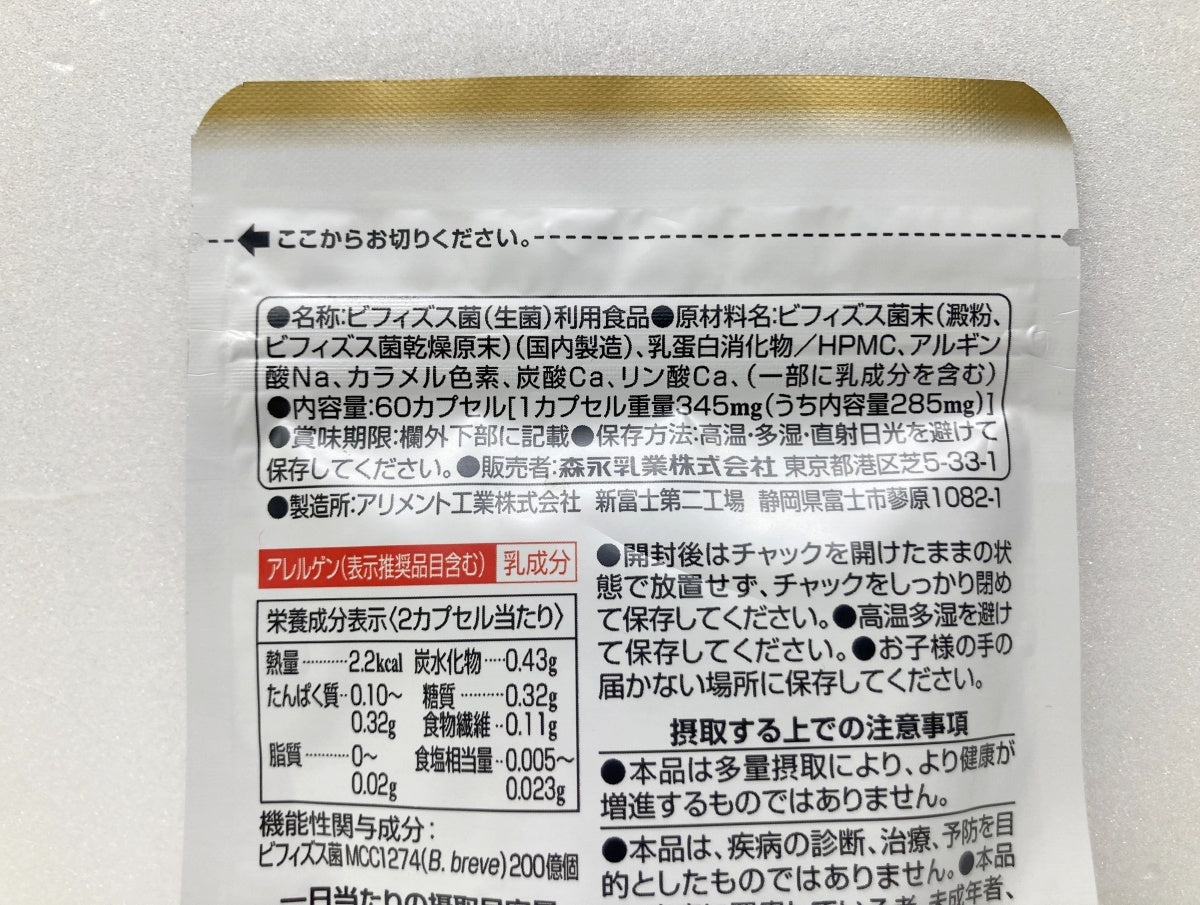 ここからお切りください。
●名称:ビフィズス菌(生菌)利用食品●原材料名:ビフィズス菌末(澱粉、
ビフィズス菌乾燥原末)(国内製造)、乳蛋白消化物/HPMC、アルギン
酸Na、カラメル色素、炭酸Ca、リン酸Ca、(一部に乳成分を含む)
●内容量:60カプセル[1カプセル重量345mg(うち内容量285mg)]
●賞味期限:欄外下部に記載●保存方法:高温・多湿・直射日光を避けて
保存してください。●販売者:森永乳業株式会社 東京都港区芝5-33-1
●製造所:アリメント工業株式会社 新富士第二工場 静岡県富士市蓼原1082-1
アレルゲン(表示推奨品目含む) 乳成分
栄養成分表示〈2カプセル当たり〉
熱量………2.2kcal 炭水化物…0.43g
たんぱく質…0.10~ 糖質………0.32g
0.32g 食物繊維…0.11g
脂質………0~ 食塩相当量…0.005~
0.02g 0.023g
機能性関与成分:
ビフィズス菌MCC1274(B. breve)200億個
一日当たりの摂取目安量
●開封後はチャックを開けたままの状
態で放置せず、チャックをしっかり閉め
て保存してください。●高温多湿を避け
て保存してください。●お子様の手の
届かない場所に保存してください。
摂取する上での注意事項
●本品は多量摂取により、より健康が
増進するものではありません。
●本品は、疾病の診断、治療、予防を目
的としたものではありません。●本品
未成年者、